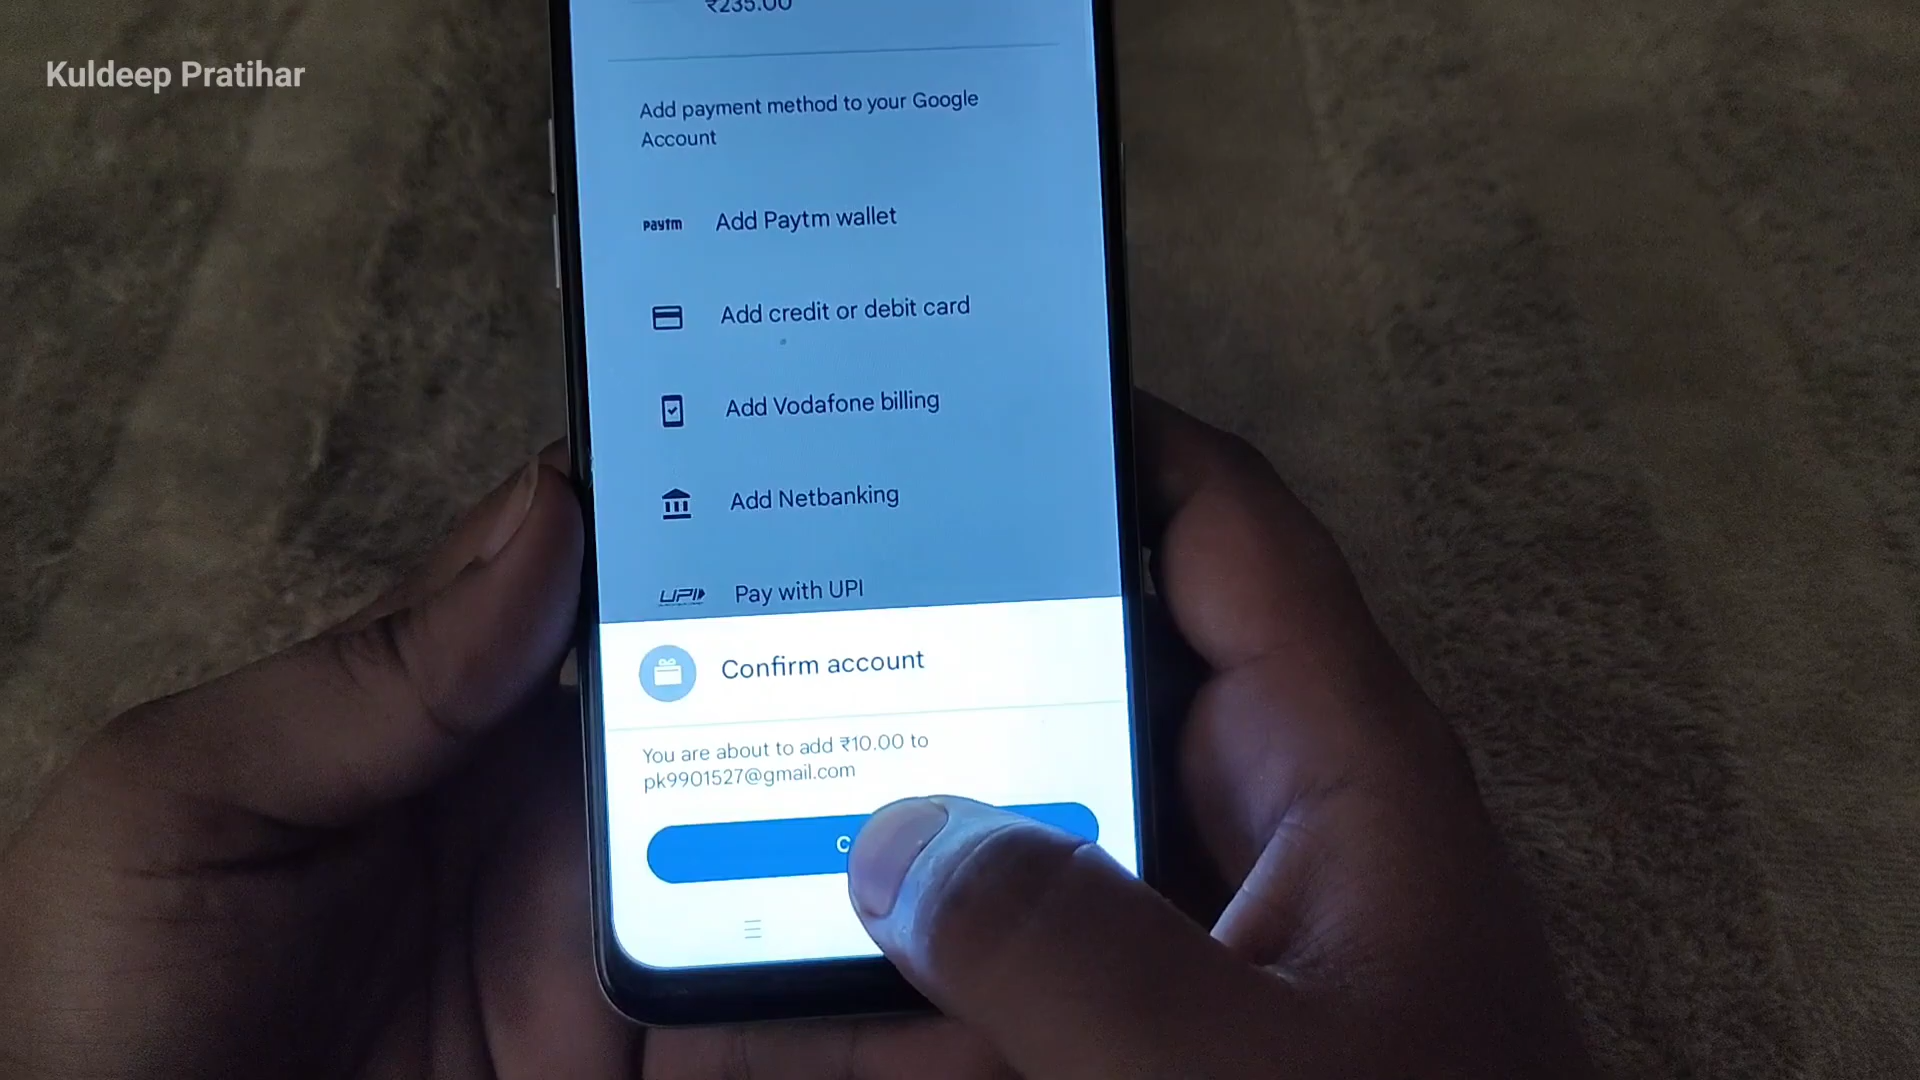 Kuldeep Pratihar
₹235.00
Add payment method to your Google
Account
paytm Add Paytm wallet
Add credit or debit card
Add Vodafone billing
Add Netbanking
UPI Pay with UPI
Confirm account
You are about to add ₹10.00 to
pk9901527@gmail.com